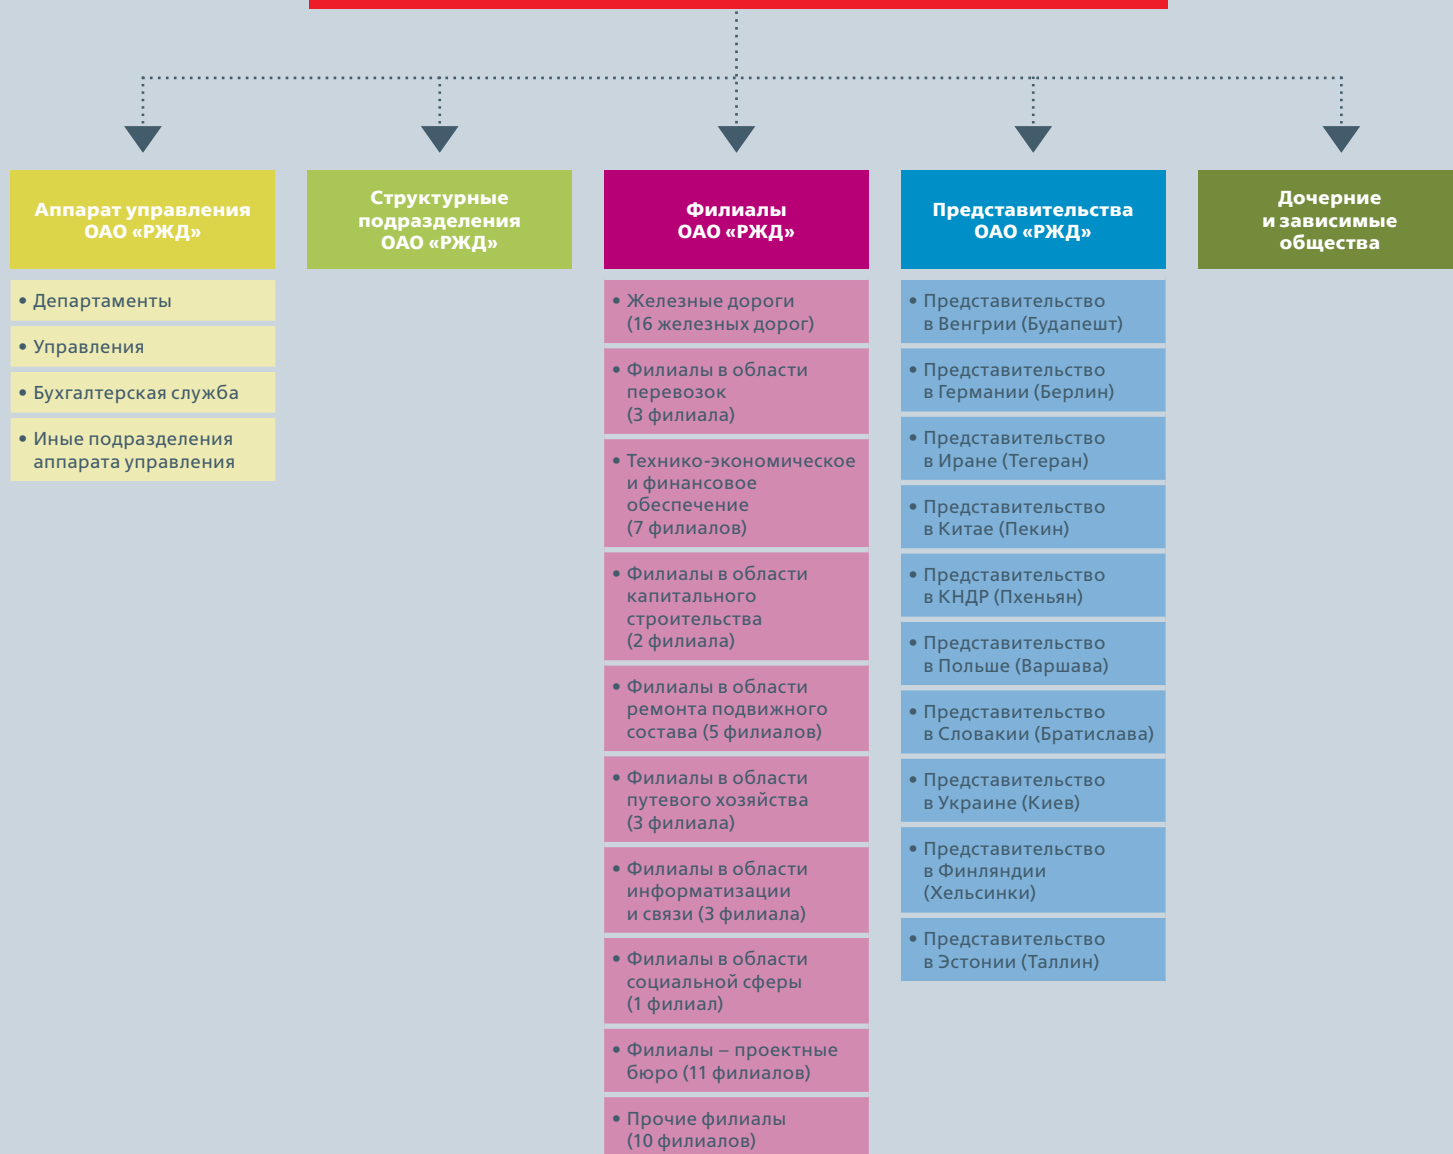 Аппарат управления
ОАО «РЖД»
• Департаменты
• Управления
• Бухгалтерская служба
• Иные подразделения
аппарата управления
Структурные
подразделения
ОАО «РЖД»
Филиалы
ОАО «РЖД»
• Железные дороги
(16 железных дорог)
• Филиалы в области
перевозок
(3 филиала)
• Технико-экономическое
и финансовое
обеспечение
(7 филиалов)
• Филиалы в области
капитального
строительства
(2 филиала)
• Филиалы в области
ремонта подвижного
состава (5 филиалов)
• Филиалы в области
путевого хозяйства
(3 филиала)
• Филиалы в области
информатизации
и связи (3 филиала)
• Филиалы в области
социальной сферы
(1 филиал)
• Филиалы – проектные
бюро (11 филиалов)
• Прочие филиалы
(10 филиалов)
Представительства
ОАО «РЖД»
• Представительство
в Венгрии (Будапешт)
• Представительство
в Германии (Берлин)
• Представительство
в Иране (Тегеран)
• Представительство
в Китае (Пекин)
• Представительство
в КНДР (Пхеньян)
• Представительство
в Польше (Варшава)
• Представительство
в Словакии (Братислава)
• Представительство
в Украине (Киев)
• Представительство
в Финляндии
(Хельсинки)
• Представительство
в Эстонии (Таллин)
Дочерние
и зависимые
общества